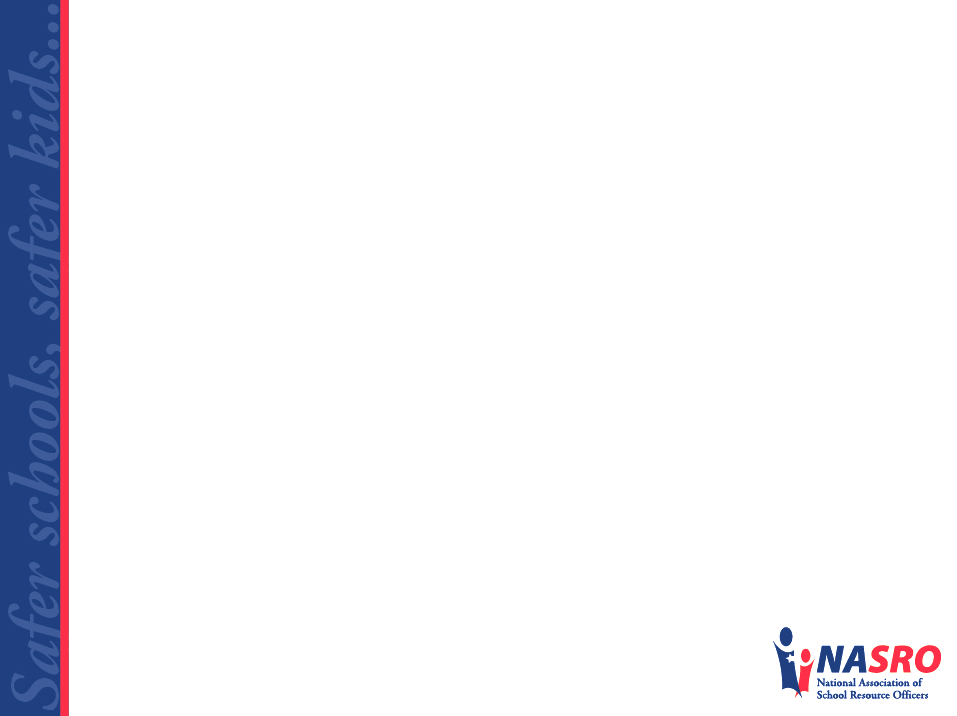 Safer schools, safer kids...
NASRO
National Association of
School Resource Officers